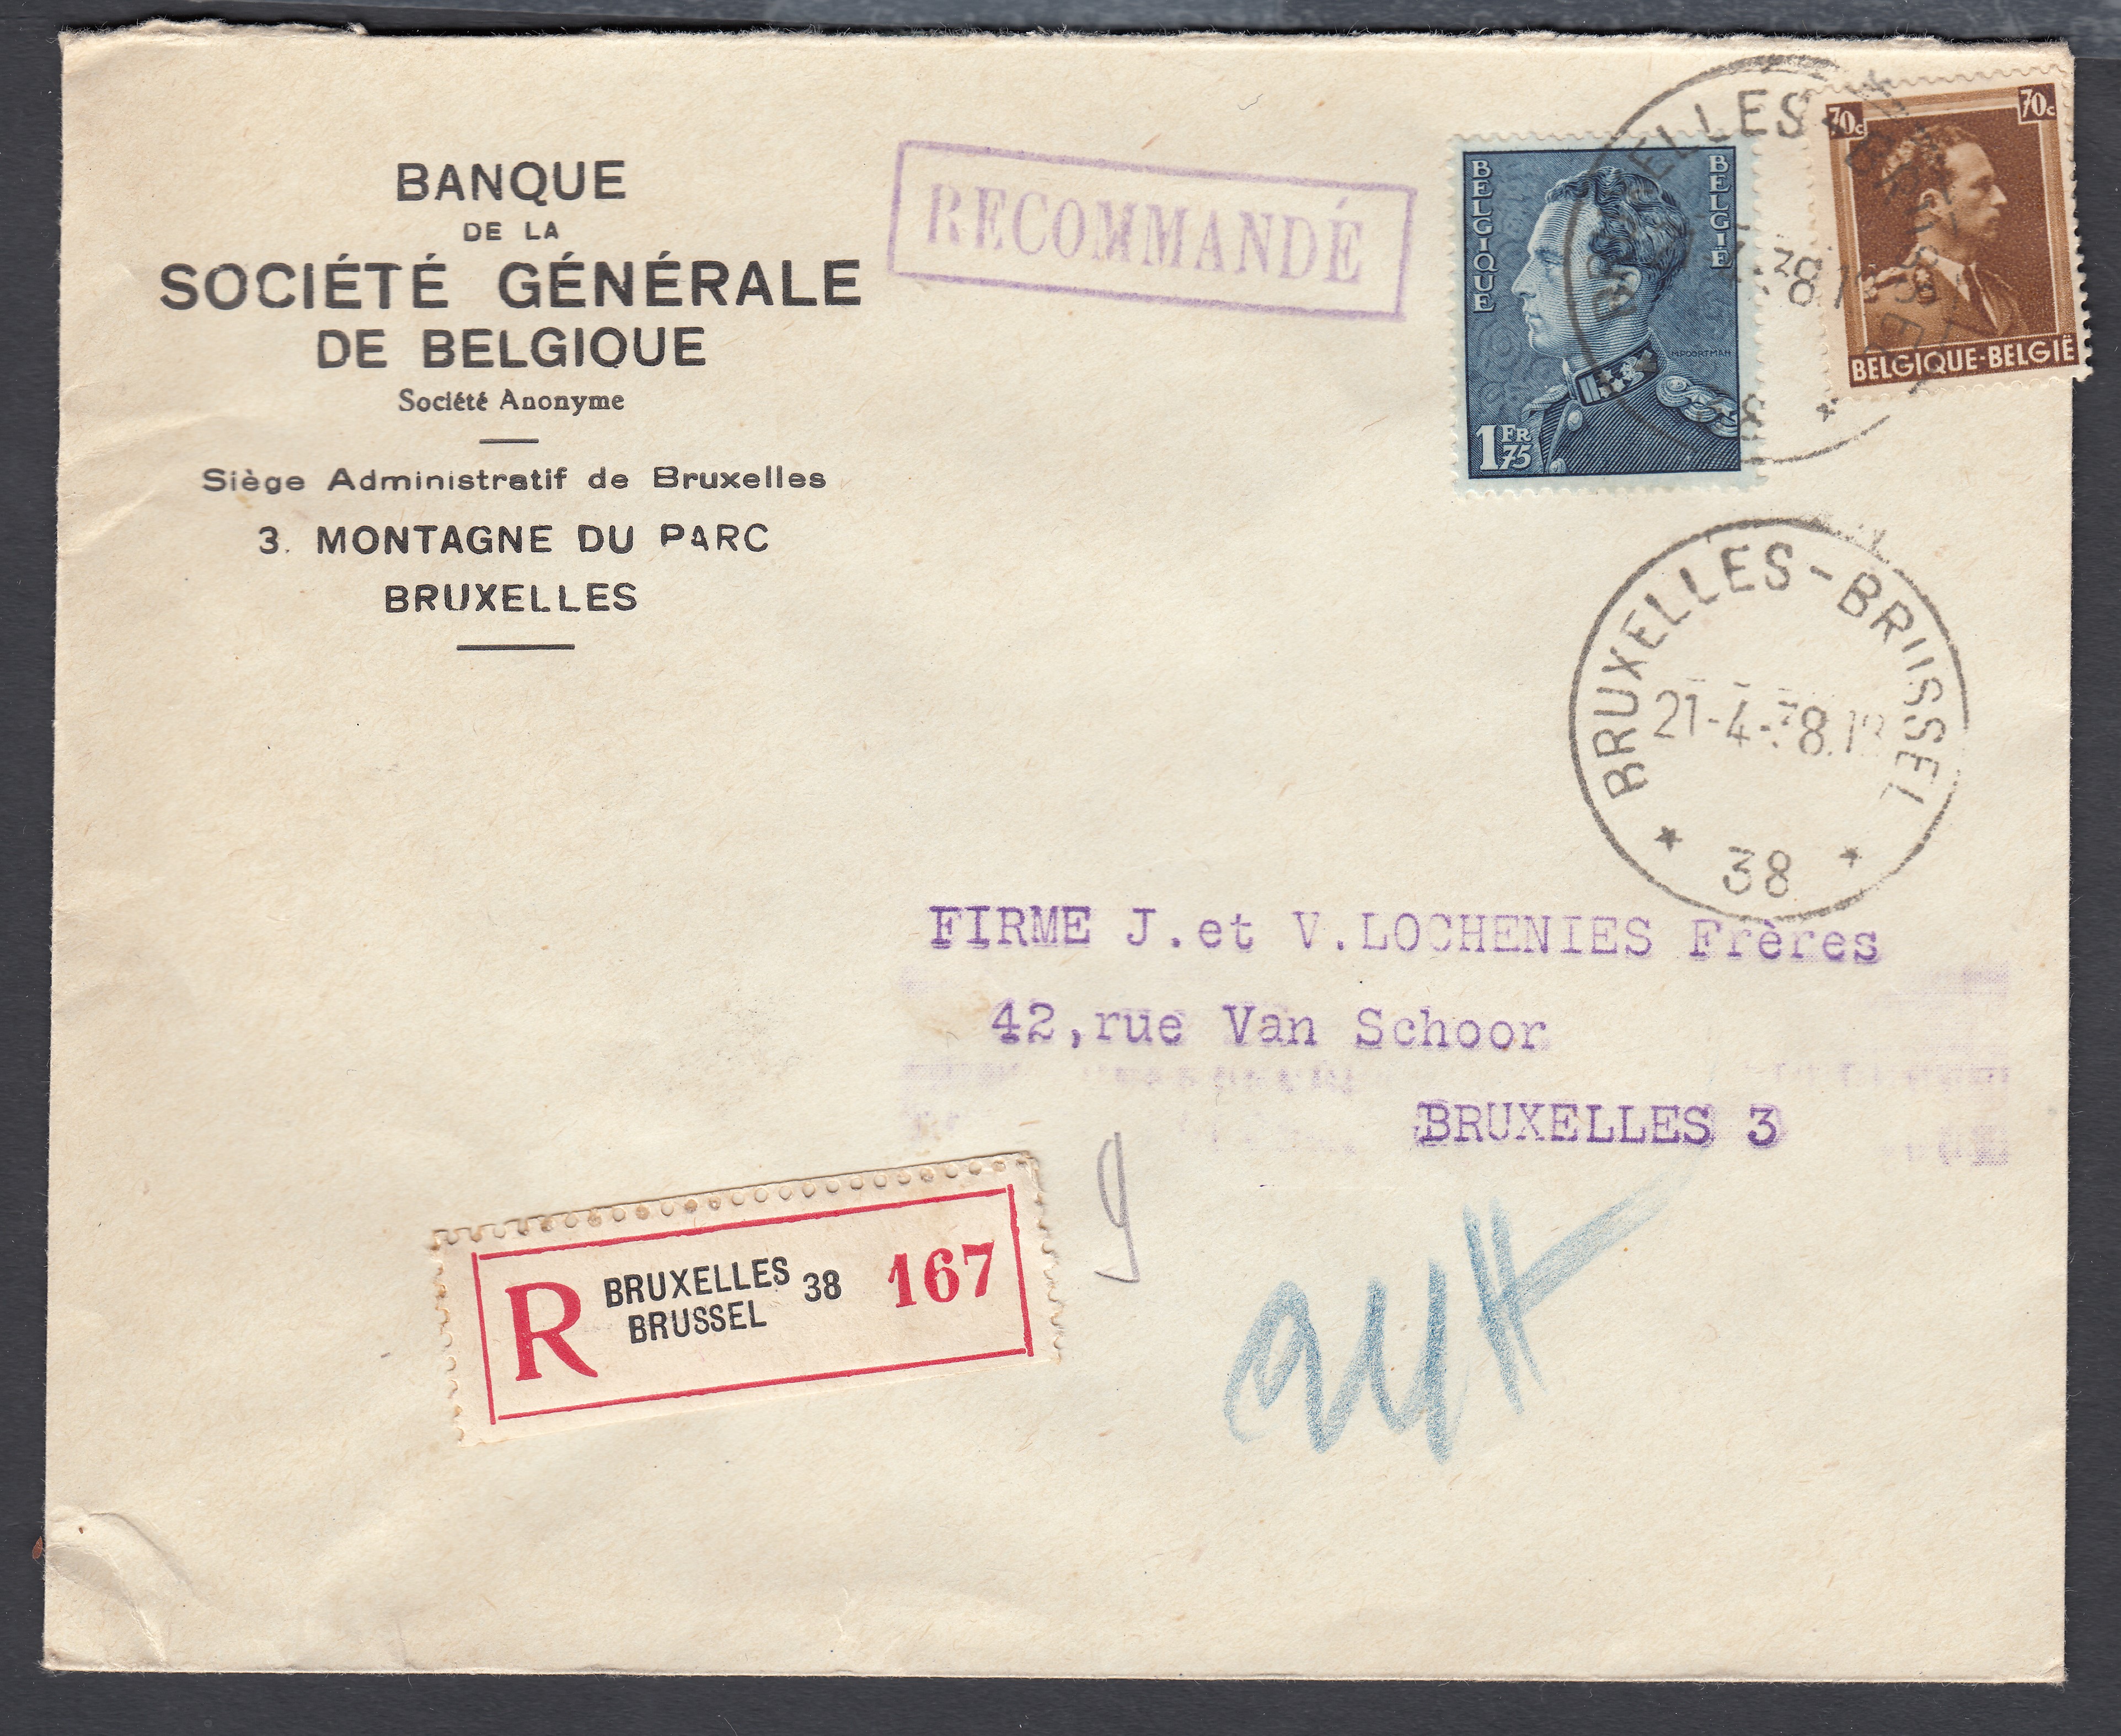 BANQUE
DE LA
SOCIÉTÉ GÉNÉRALE
DE BELGIQUE
Société Anonyme
Siège Administratif de Bruxelles
3. MONTAGNE DU PARC
BRUXELLES
RECOMMANDÉ
BELGIQUE
BELGIE
M.POORTMAN
1FR75
70c
70c
BELGIQUE-BELGIË
BRUXELLES-BRUSSEL
21-4-38
38
FIRME J.et V.LOCHENIES Frères
42,rue Van Schoor
BRUXELLES 3
R BRUXELLES 38 167
BRUSSEL